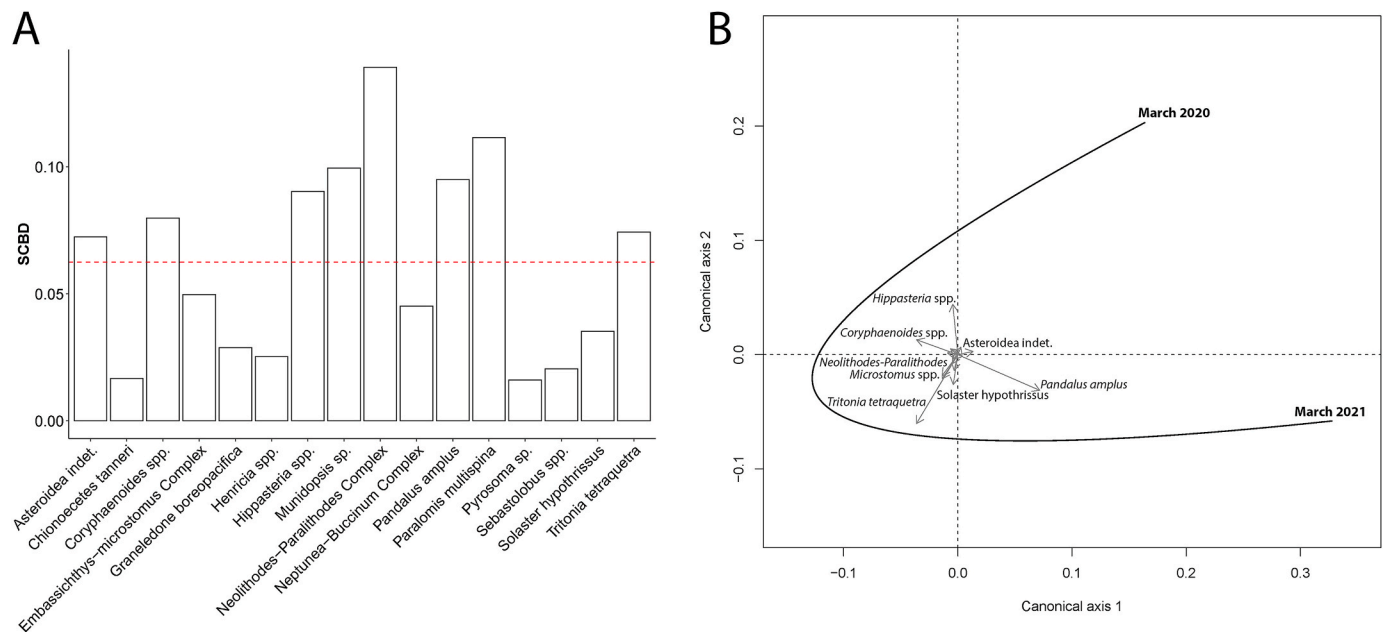 A
SCBD
0.10
0.05
0.00
Asteroidea indet.
Chionoecetes tanneri
Coryphaenoides spp.
Embassichthys−microstomus Complex
Graneledone boreopacifica
Henricia spp.
Hippasteria spp.
Munidopsis sp.
Neolithodes−Paralithodes Complex
Neptunea−Buccinum Complex
Pandalus amplus
Paralomis multispina
Pyrosoma sp.
Sebastolobus spp.
Solaster hypothrissus
Tritonia tetraquetra
B
Canonical axis 2
0.2
0.1
0.0
−0.1
March 2020
Hippasteria spp.
Coryphaenoides spp.
Asteroidea indet.
Neolithodes-Paralithodes
Microstomus spp.
Pandalus amplus
Solaster hypothrissus
Tritonia tetraquetra
March 2021
−0.1
0.0
0.1
0.2
0.3
Canonical axis 1